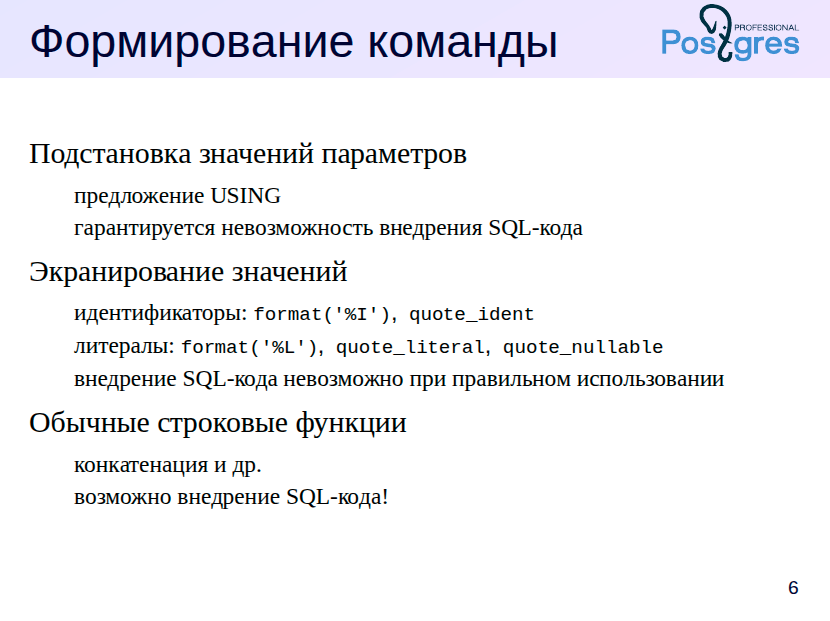 Формирование команды
PROFESSIONAL
Postgres
Подстановка значений параметров
предложение USING
гарантируется невозможность внедрения SQL-кода
Экранирование значений
идентификаторы: format('%I'), quote_ident
литералы: format('%L'), quote_literal, quote_nullable
внедрение SQL-кода невозможно при правильном использовании
Обычные строковые функции
конкатенация и др.
возможно внедрение SQL-кода!
6